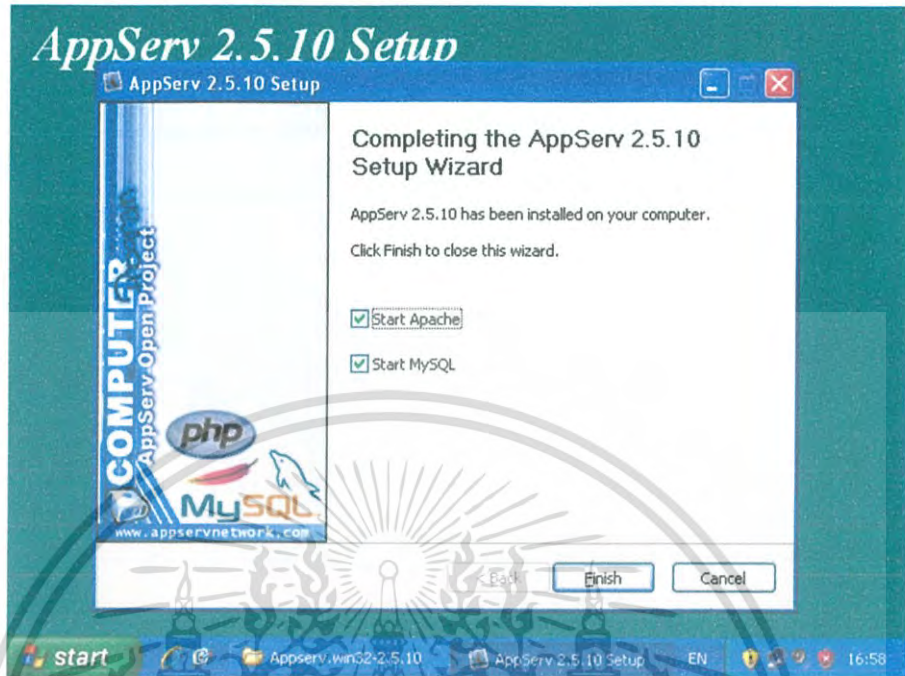 AppServ 2.5.10 Setup
AppServ 2.5.10 Setup
Completing the AppServ 2.5.10
Setup Wizard
AppServ 2.5.10 has been installed on your computer.
Click Finish to close this wizard.
Start Apache
Start MySQL
COMPUTER
AppServ Open Project
php
MySQL
www.appservnetwork.com
< Back
Finish
Cancel
start
Appserv.win32-2.5.10
AppServ 2.5.10 Setup
EN
16:58